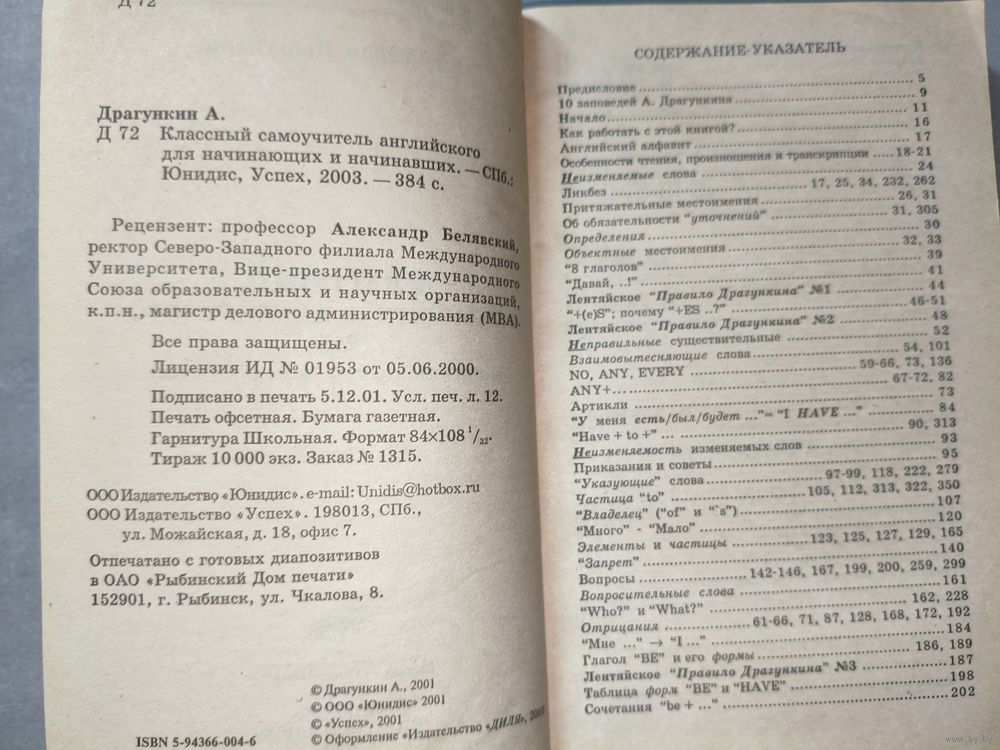 Д 72
Драгункин А.
Д 72 Классный самоучитель английского
для начинающих и начинавших. — СПб.:
Юнидис, Успех, 2003. — 384 с.
Рецензент: профессор Александр Белявский,
ректор Северо-Западного филиала Международного
Университета, Вице-президент Международного
Союза образовательных и научных организаций,
к.п.н., магистр делового администрирования (МВА).
Все права защищены.
Лицензия ИД № 01953 от 05.06.2000.
Подписано в печать 5.12.01. Усл. печ. л. 12.
Печать офсетная. Бумага газетная.
Гарнитура Школьная. Формат 84×108 1/32.
Тираж 10 000 экз. Заказ № 1315.
ООО Издательство «Юнидис». e-mail: Unidis@hotbox.ru
ООО Издательство «Успех». 198013, СПб.,
ул. Можайская, д. 18, офис 7.
Отпечатано с готовых диапозитивов
в ОАО «Рыбинский Дом печати»
152901, г. Рыбинск, ул. Чкалова, 8.
© Драгункин А., 2001
© ООО «Юнидис» 2001
© «Успех», 2001
ISBN 5-94366-004-6 © Оформление «Издательство «ДИЛЯ», 2003
СОДЕРЖАНИЕ-УКАЗАТЕЛЬ
Предисловие 5
10 заповедей А. Драгункина 9
Начало 11
Как работать с этой книгой? 16
Английский алфавит 17
Особенности чтения, произношения и транскрипции 18-21
Неизменяемые слова 24
Ликбез 17, 25, 34, 232, 262
Притяжательные местоимения 26, 31
Об обязательности "уточнений" 31, 305
Определения 30
Объектные местоимения 32, 33
"8 глаголов" 39
"Давай, ..!" 41
Лентяйское "Правило Драгункина" №1 44
"+(e)S"; почему "+ES ..?" 46-51
Лентяйское "Правило Драгункина" №2 48
Неправильные существительные 52
Взаимовытесняющие слова 54, 101
NO, ANY, EVERY 59-66, 73, 136
ANY+ 67-72, 82
Артикли 73
"У меня есть/был/будет ..."= "I HAVE ..." 84
"Have + to +" ... 90, 313
Неизменяемость изменяемых слов 93
Приказания и советы 95
"Указующие" слова 97-99, 118, 222, 279
Частица "to" 105, 112, 313, 322, 350
"Владелец" ("of" и "`s") 107
"Много" - "Мало" 120
Элементы и частицы 123, 125, 127, 129, 165
"Запрет" 140
Вопросы 142-146, 167, 199, 200, 259, 299
Вопросительные слова 161
"Who?" и "What?" 162, 228
Отрицания 61-66, 71, 87, 128, 168, 172, 192
"Мне ..." → "I ..." 184
Глагол "BE" и его формы 186, 189
Лентяйское "Правило Драгункина" №3 187
Таблица форм "BE" и "HAVE" 198
Сочетания "be + ..." 202
www.ay.by